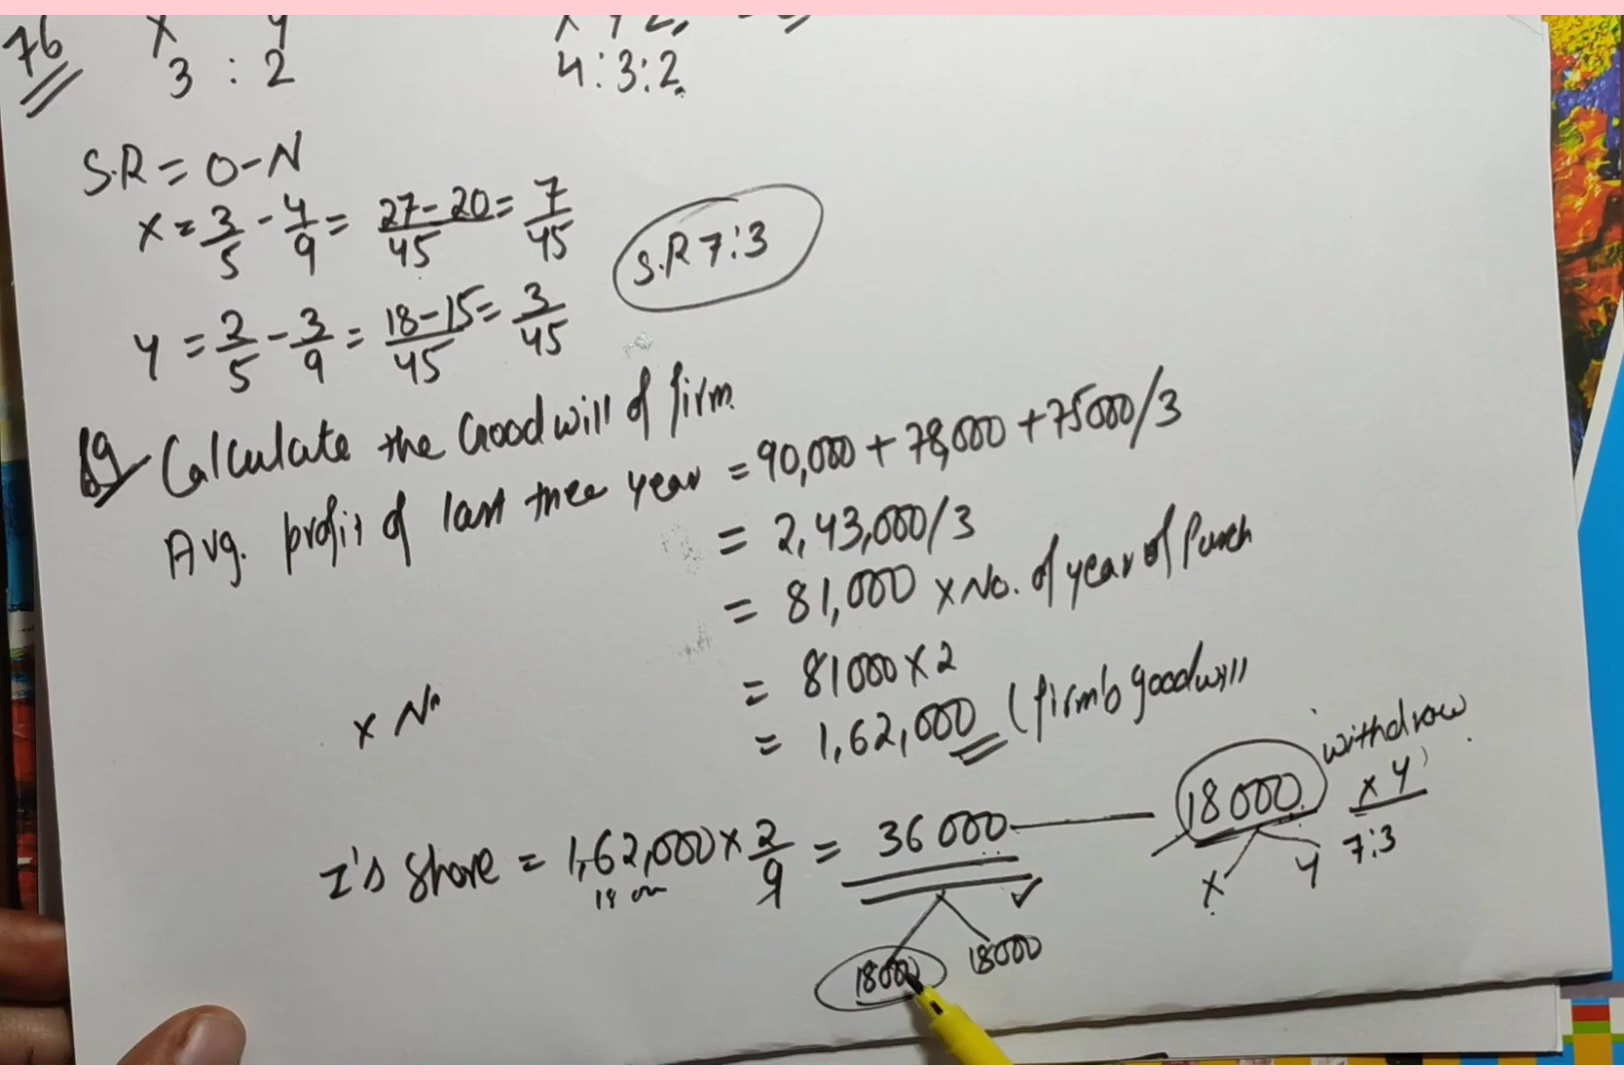 76 X Y
3 : 2 4:3:2
S.R = O-N
X = 3/5 - 4/9 = 27-20/45 = 7/45
S.R 7:3
Y = 2/5 - 3/9 = 18-15/45 = 3/45
Calculate the Goodwill of firm.
Avg. profit of last three year = 90,000 + 78,000 + 75000/3
= 2,43,000/3
= 81,000 x No. of year of Purch
= 81000 x 2
x No
= 1,62,000 (firm's goodwill
Z's Share = 1,62,000 x 2/9 = 36000 18000 withdraw
18
X Y
X Y 7:3
18000 18000